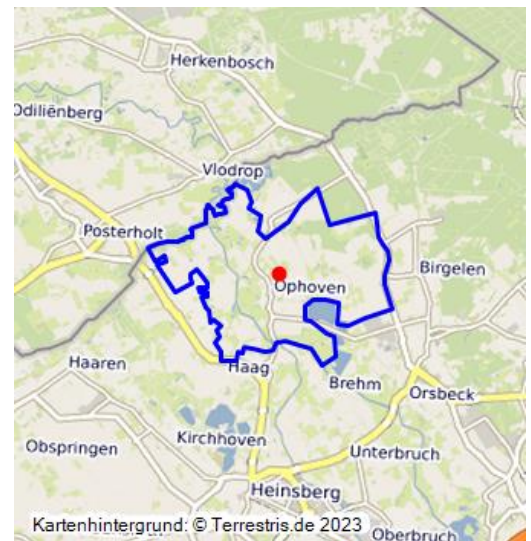 Herkenbosch
Odiliënberg
Vlodrop
Posterholt
Birgelen
Ophoven
Haaren
Haag
Brehm
Orsbeck
Kirchhoven
Obspringen
Unterbruch
Heinsberg
Kartenhintergrund: © Terrestris.de 2023
Oberbruch